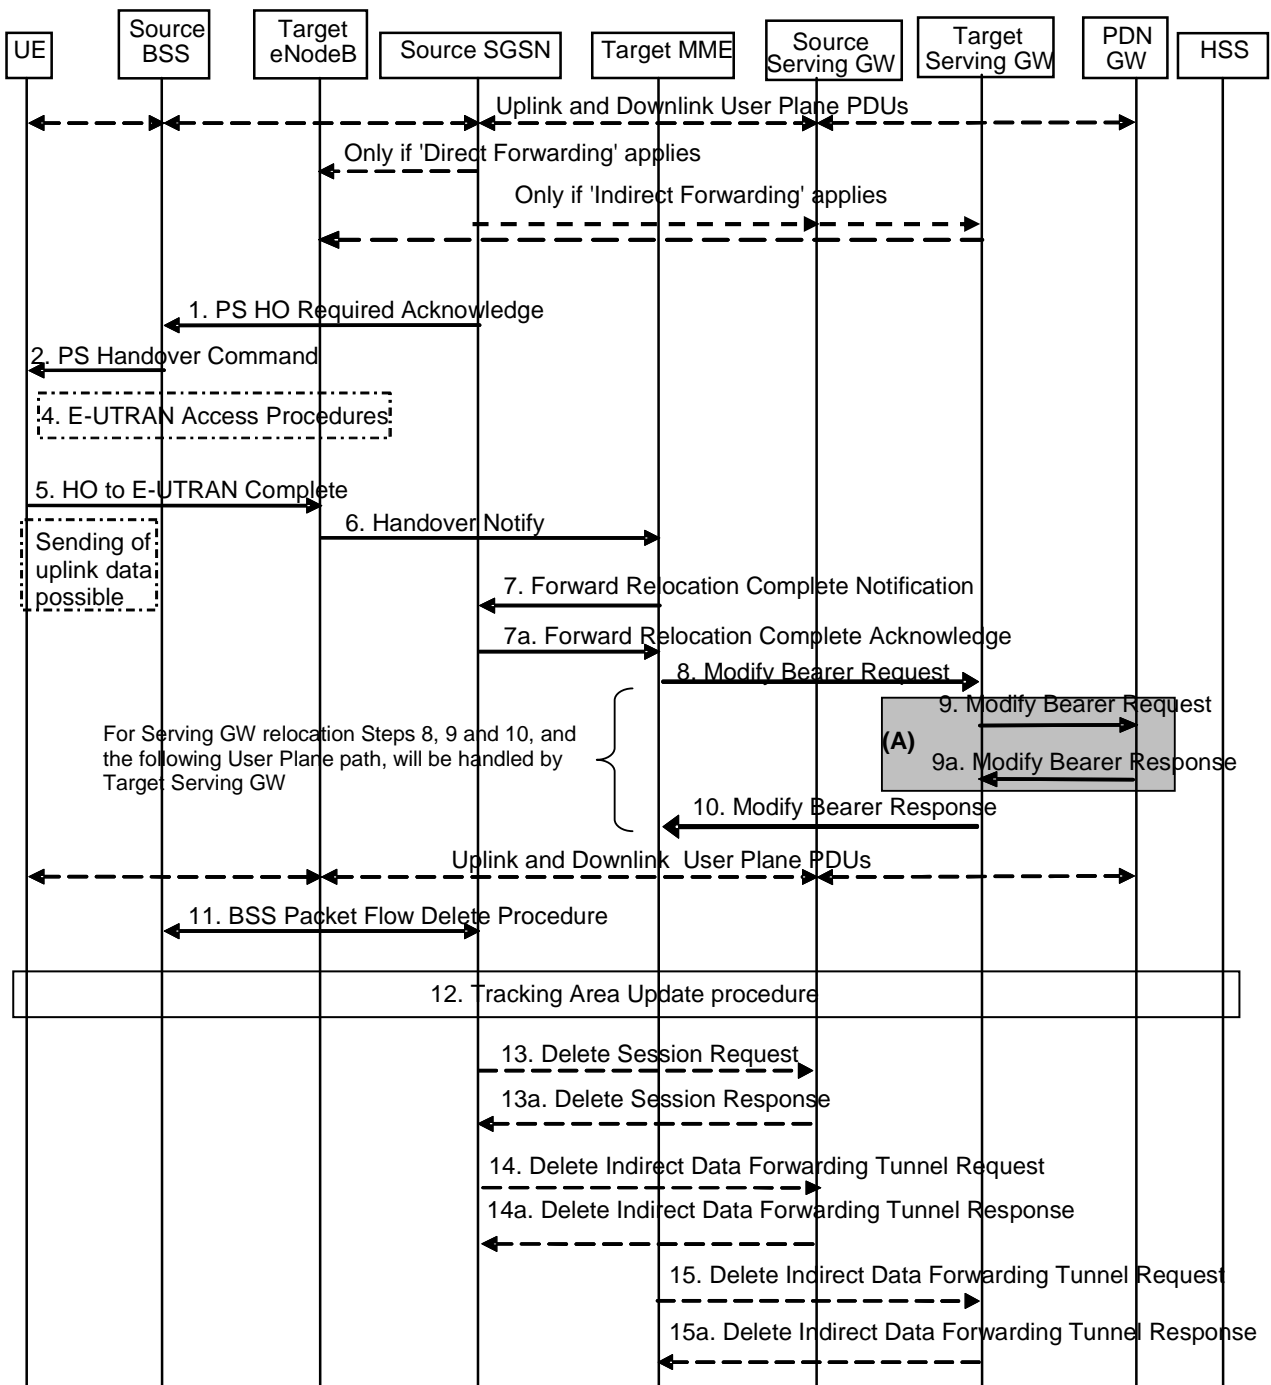 UE
Source
BSS
Target
eNodeB
Source SGSN
Target MME
Source
Serving GW
Target
Serving GW
PDN
GW
HSS
Uplink and Downlink User Plane PDUs
Only if 'Direct Forwarding' applies
Only if 'Indirect Forwarding' applies
1. PS HO Required Acknowledge
2. PS Handover Command
4. E-UTRAN Access Procedures
5. HO to E-UTRAN Complete
6. Handover Notify
Sending of
uplink data
possible
7. Forward Relocation Complete Notification
7a. Forward Relocation Complete Acknowledge
8. Modify Bearer Request
9. Modify Bearer Request
(A)
9a. Modify Bearer Response
For Serving GW relocation Steps 8, 9 and 10, and
the following User Plane path, will be handled by
Target Serving GW
10. Modify Bearer Response
Uplink and Downlink User Plane PDUs
11. BSS Packet Flow Delete Procedure
12. Tracking Area Update procedure
13. Delete Session Request
13a. Delete Session Response
14. Delete Indirect Data Forwarding Tunnel Request
14a. Delete Indirect Data Forwarding Tunnel Response
15. Delete Indirect Data Forwarding Tunnel Request
15a. Delete Indirect Data Forwarding Tunnel Response